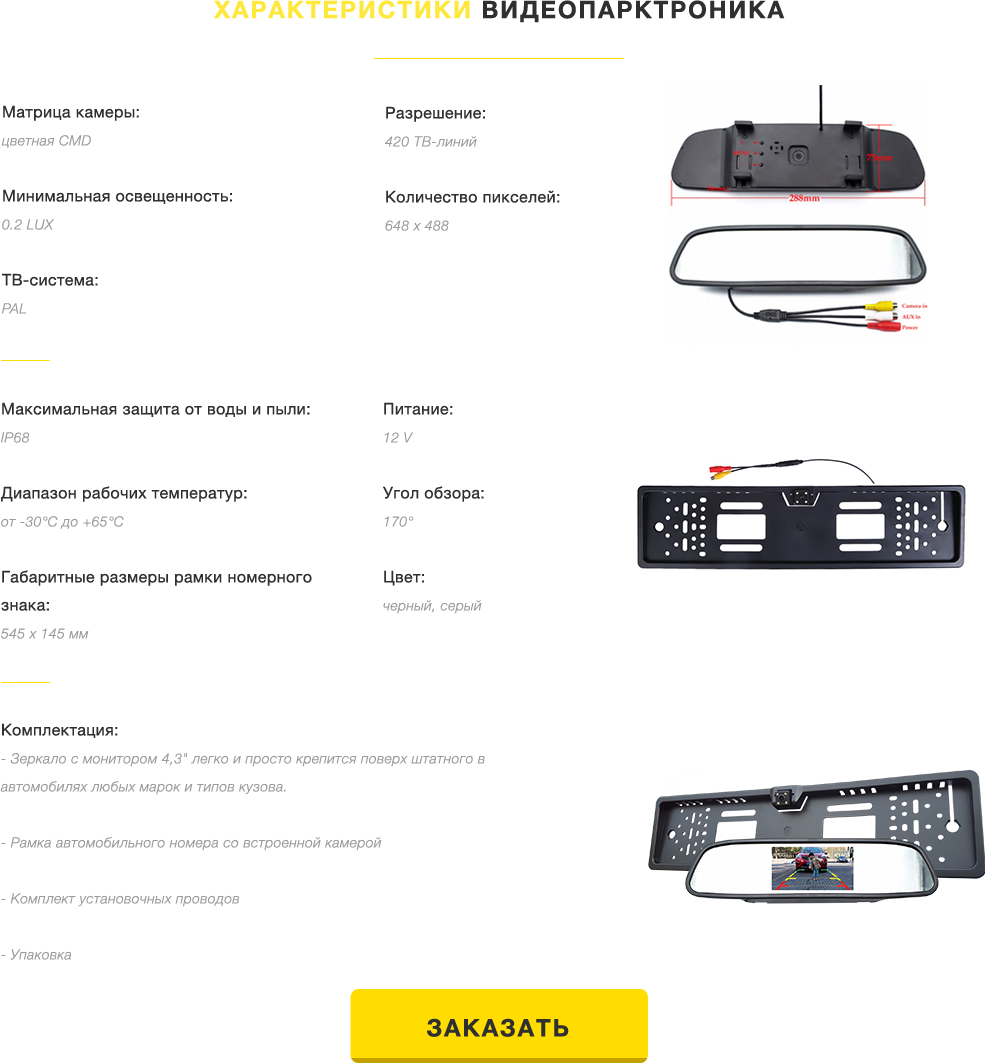 ХАРАКТЕРИСТИКИ ВИДЕОПАРКТРОНИКА
Матрица камеры:
цветная CMD
Разрешение:
420 ТВ-линий
Минимальная освещенность:
0.2 LUX
Количество пикселей:
648 x 488
ТВ-система:
PAL
75mm
288mm
Camera in
AUX in
Power
Максимальная защита от воды и пыли:
IP68
Питание:
12 V
Диапазон рабочих температур:
от -30°C до +65°C
Угол обзора:
170°
Габаритные размеры рамки номерного
знака:
545 x 145 мм
Цвет:
черный, серый
Комплектация:
- Зеркало с монитором 4,3" легко и просто крепится поверх штатного в
автомобилях любых марок и типов кузова.
- Рамка автомобильного номера со встроенной камерой
- Комплект установочных проводов
- Упаковка
ЗАКАЗАТЬ